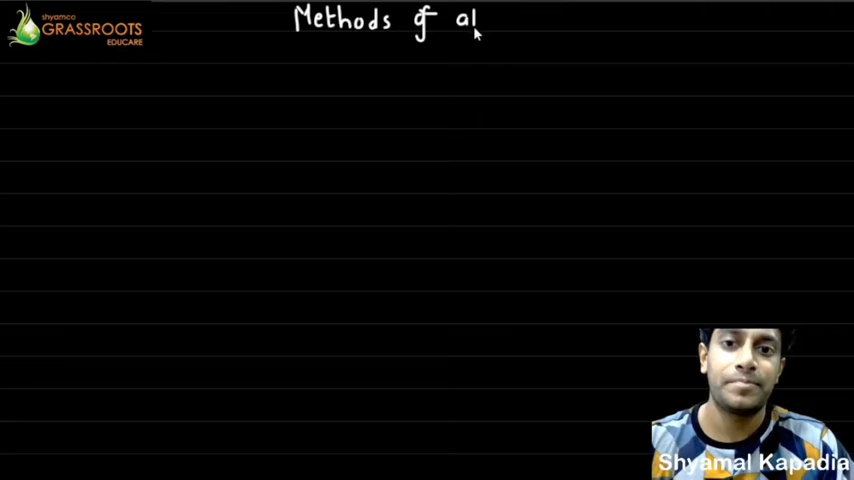 shyamco
GRASSROOTS
EDUCARE
Methods of al
Shyamal Kapadia